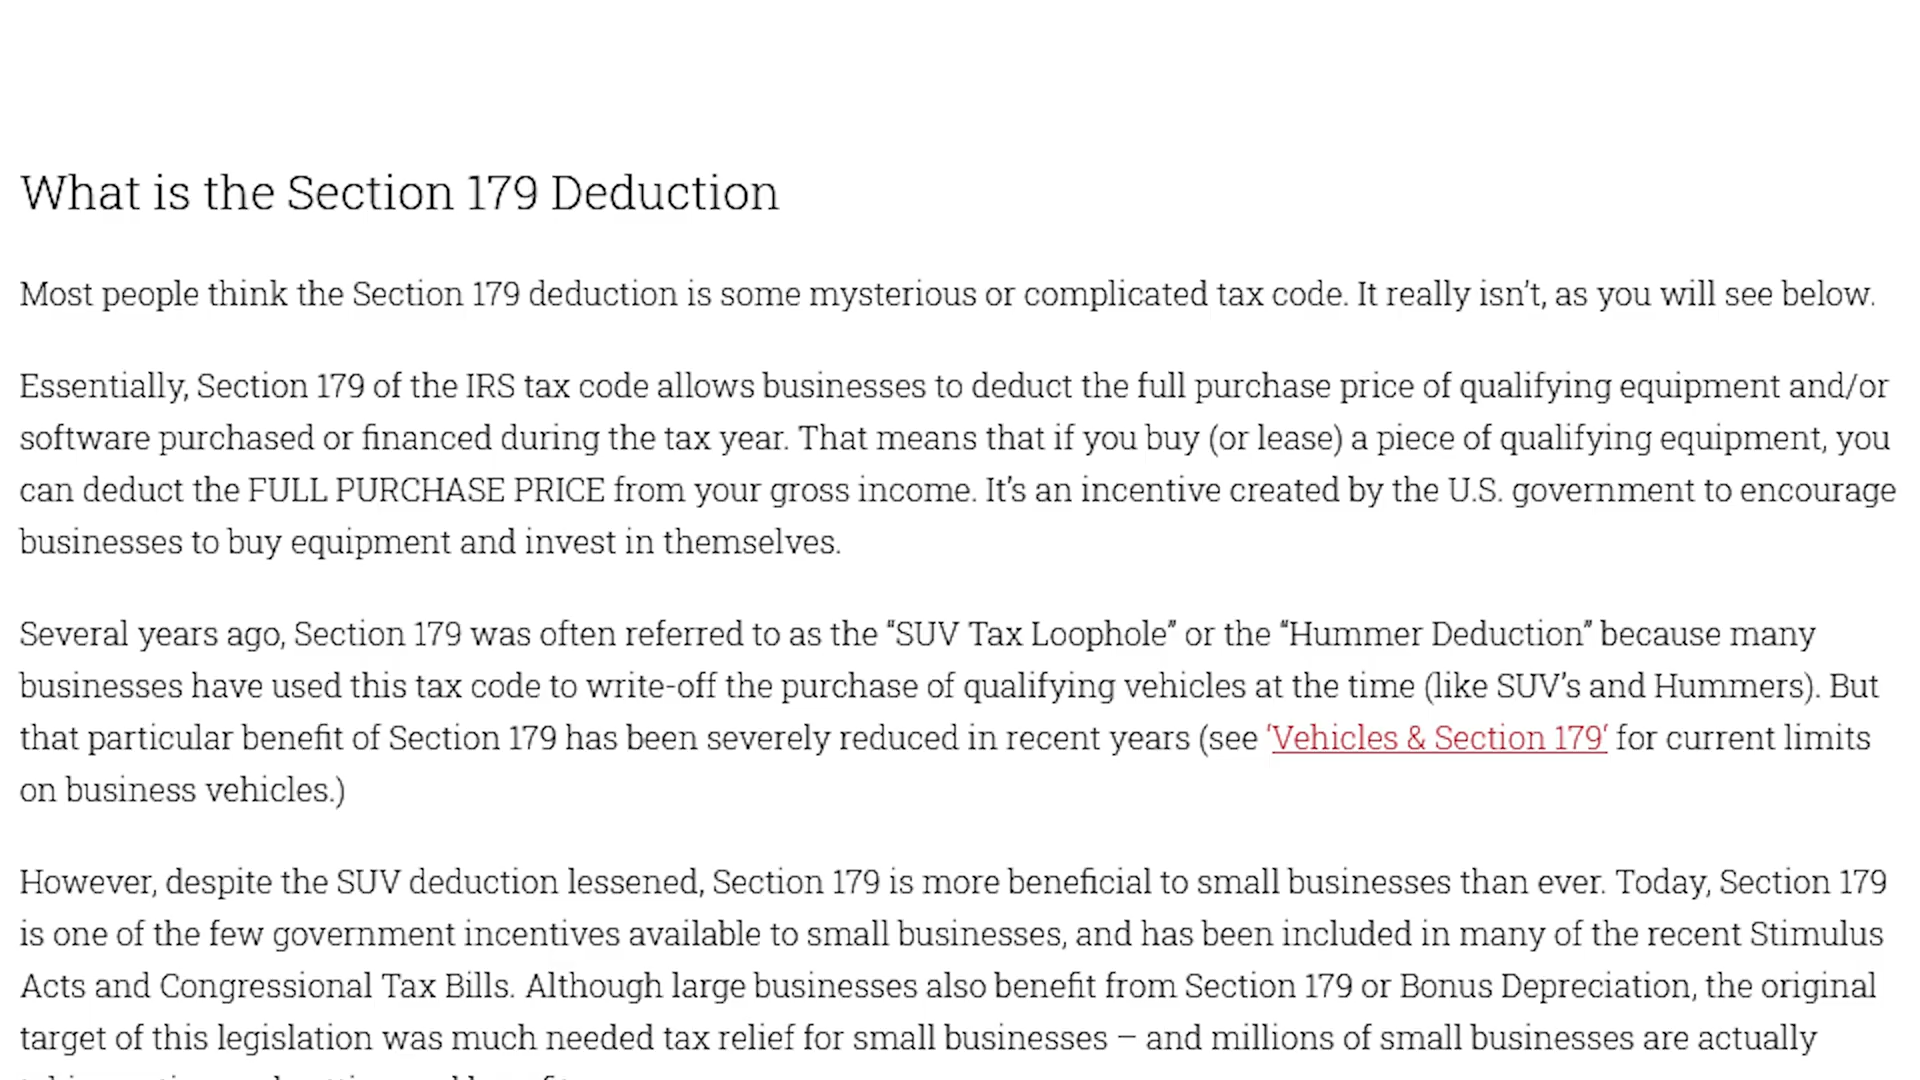 What is the Section 179 Deduction
Most people think the Section 179 deduction is some mysterious or complicated tax code. It really isn’t, as you will see below.
Essentially, Section 179 of the IRS tax code allows businesses to deduct the full purchase price of qualifying equipment and/or
software purchased or financed during the tax year. That means that if you buy (or lease) a piece of qualifying equipment, you
can deduct the FULL PURCHASE PRICE from your gross income. It’s an incentive created by the U.S. government to encourage
businesses to buy equipment and invest in themselves.
Several years ago, Section 179 was often referred to as the “SUV Tax Loophole” or the “Hummer Deduction” because many
businesses have used this tax code to write-off the purchase of qualifying vehicles at the time (like SUV’s and Hummers). But
that particular benefit of Section 179 has been severely reduced in recent years (see ‘Vehicles & Section 179‘ for current limits
on business vehicles.)
However, despite the SUV deduction lessened, Section 179 is more beneficial to small businesses than ever. Today, Section 179
is one of the few government incentives available to small businesses, and has been included in many of the recent Stimulus
Acts and Congressional Tax Bills. Although large businesses also benefit from Section 179 or Bonus Depreciation, the original
target of this legislation was much needed tax relief for small businesses – and millions of small businesses are actually